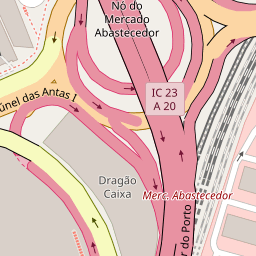 Nó do
Mercado
Abastecedor
IC 23
A 20
únel das Antas I
Dragão
Caixa
Merc. Abastecedor
r do Porto